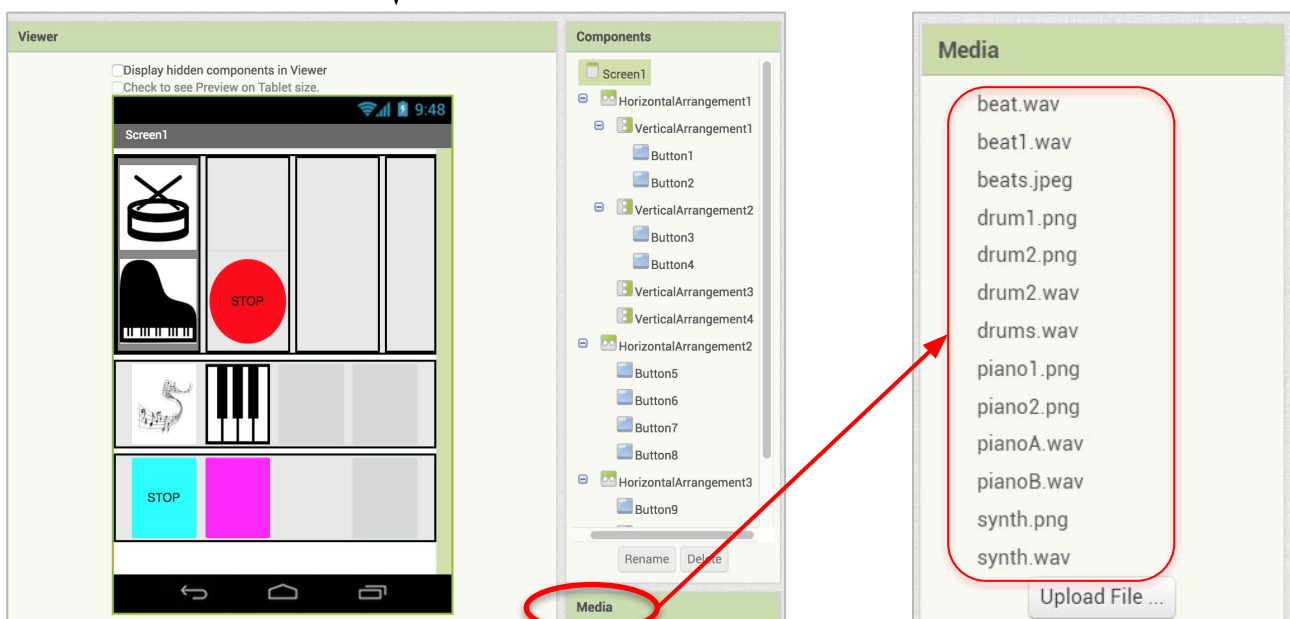 Viewer
Display hidden components in Viewer
Check to see Preview on Tablet size.
9:48
Screen1
STOP
STOP
Components
Screen1
HorizontalArrangement1
VerticalArrangement1
Button1
Button2
VerticalArrangement2
Button3
Button4
VerticalArrangement3
VerticalArrangement4
HorizontalArrangement2
Button5
Button6
Button7
Button8
HorizontalArrangement3
Button9
Rename Delete
Media
Media
beat.wav
beat1.wav
beats.jpeg
drum1.png
drum2.png
drum2.wav
drums.wav
piano1.png
piano2.png
pianoA.wav
pianoB.wav
synth.png
synth.wav
Upload File ...